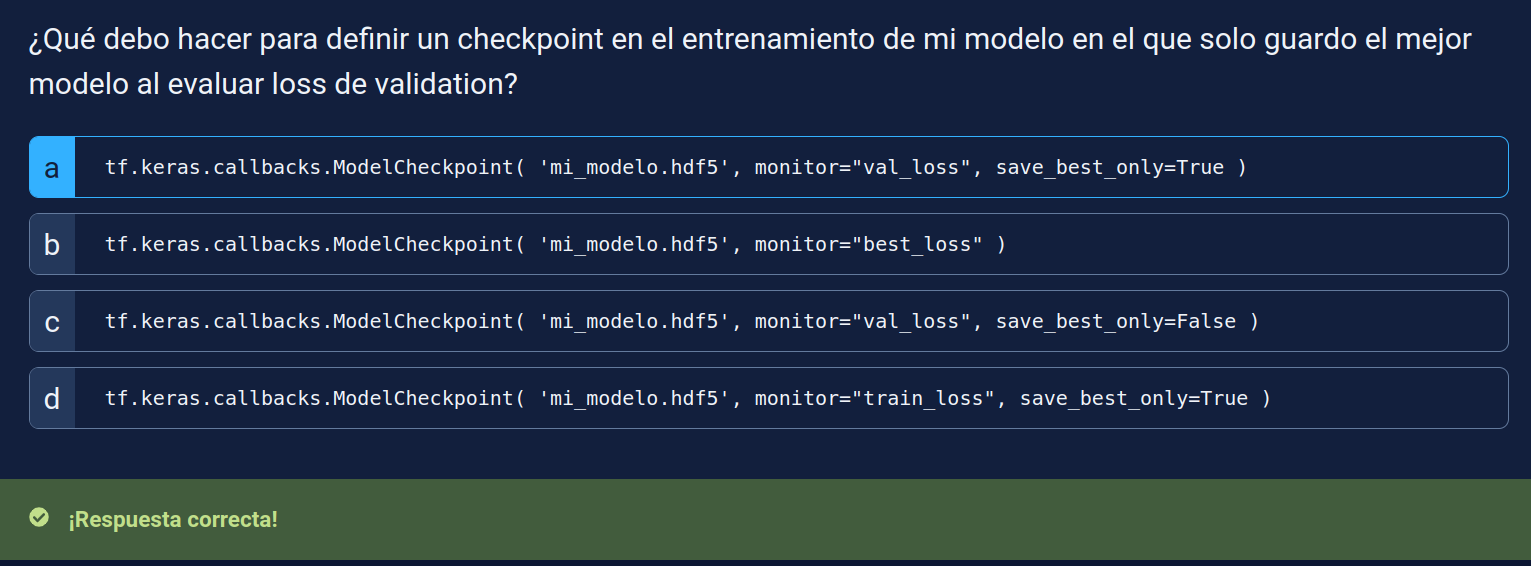 ¿Qué debo hacer para definir un checkpoint en el entrenamiento de mi modelo en el que solo guardo el mejor
modelo al evaluar loss de validation?
a tf.keras.callbacks.ModelCheckpoint( 'mi_modelo.hdf5', monitor="val_loss", save_best_only=True )
b tf.keras.callbacks.ModelCheckpoint( 'mi_modelo.hdf5', monitor="best_loss" )
c tf.keras.callbacks.ModelCheckpoint( 'mi_modelo.hdf5', monitor="val_loss", save_best_only=False )
d tf.keras.callbacks.ModelCheckpoint( 'mi_modelo.hdf5', monitor="train_loss", save_best_only=True )
¡Respuesta correcta!